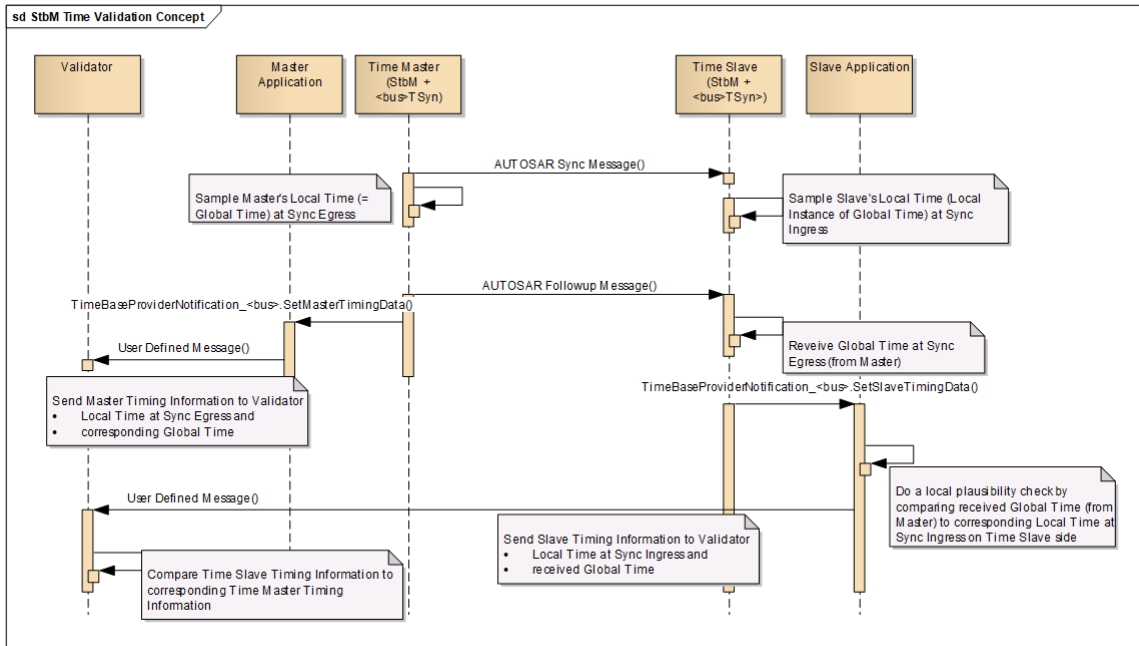 sd StbM Time Validation Concept
Validator
Master
Application
Time Master
(StbM +
<bus>TSyn)
Time Slave
(StbM +
<bus>TSyn>)
Slave Application
AUTOSAR Sync Message()
Sample Master's Local Time (=
Global Time) at Sync Egress
Sample Slave's Local Time (Local
Instance of Global Time) at Sync
Ingress
AUTOSAR Followup Message()
TimeBaseProviderNotification_<bus>.SetMasterTimingData()
User Defined Message()
Reveive Global Time at Sync
Egress (from Master)
Send Master Timing Information to Validator
• Local Time at Sync Egress and
• corresponding Global Time
TimeBaseProviderNotification_<bus>.SetSlaveTimingData()
Do a local plausibility check by
comparing received Global Time (from
Master) to corresponding Local Time at
Sync Ingress on Time Slave side
User Defined Message()
Send Slave Timing Information to Validator
• Local Time at Sync Ingress and
• received Global Time
Compare Time Slave Timing Information to
corresponding Time Master Timing
Information